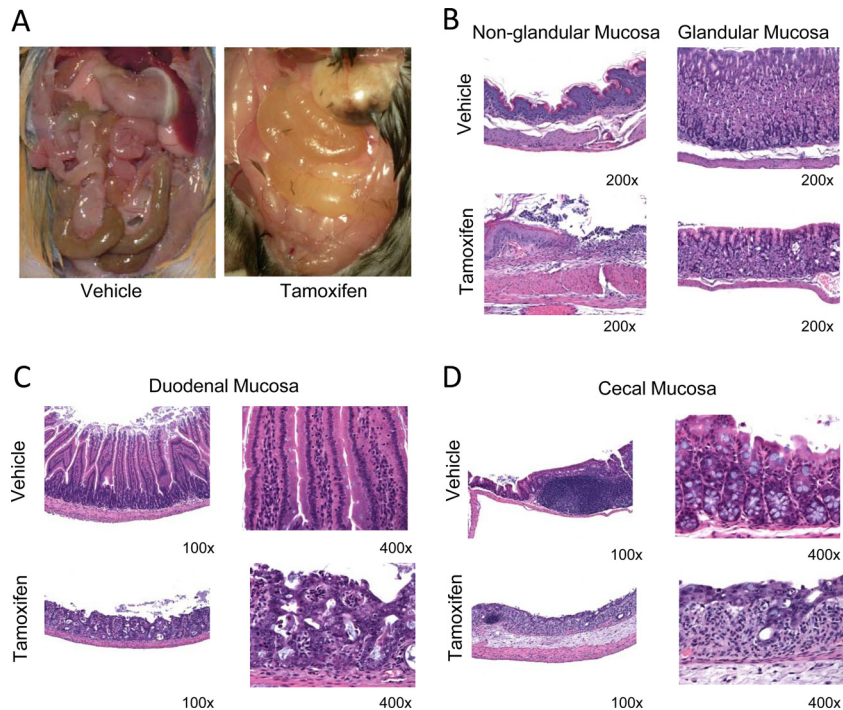 A
Vehicle
Tamoxifen
B
Non-glandular Mucosa
Glandular Mucosa
Vehicle
200x
200x
Tamoxifen
200x
200x
C
Duodenal Mucosa
Vehicle
100x
400x
Tamoxifen
100x
400x
D
Cecal Mucosa
Vehicle
100x
400x
Tamoxifen
100x
400x